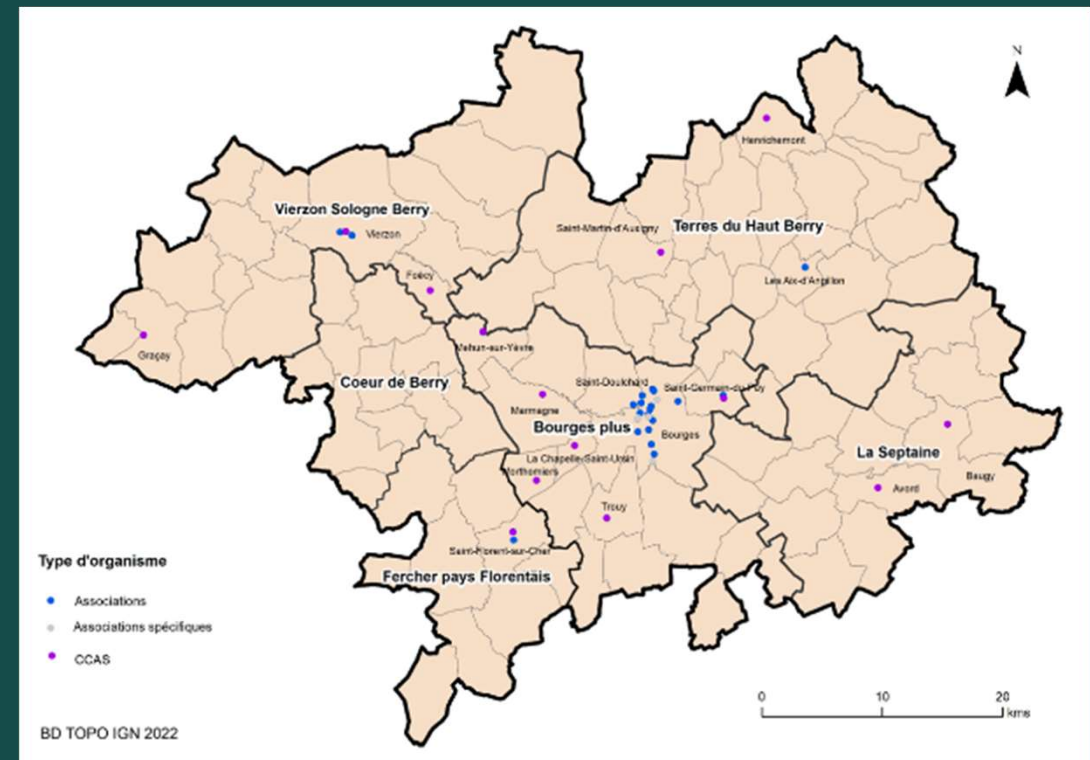 N
Henrichemont
Vierzon Sologne Berry
Saint-Martin-d'Auxigny
Terres du Haut Berry
Vierzon
Foëcy
Les Aix-d'Angillon
Mehun-sur-Yèvre
Graçay
Coeur de Berry
Saint-Doulchard
Saint-Germain-du-Puy
Marmagne
Bourges plus
Bourges
La Septaine
La Chapelle-Saint-Ursin
Morthomiers
Baugy
Avord
Trouy
Saint-Florent-sur-Cher
Fercher pays Florentais
Type d'organisme
Associations
Associations spécifiques
CCAS
0 10 20
kms
BD TOPO IGN 2022